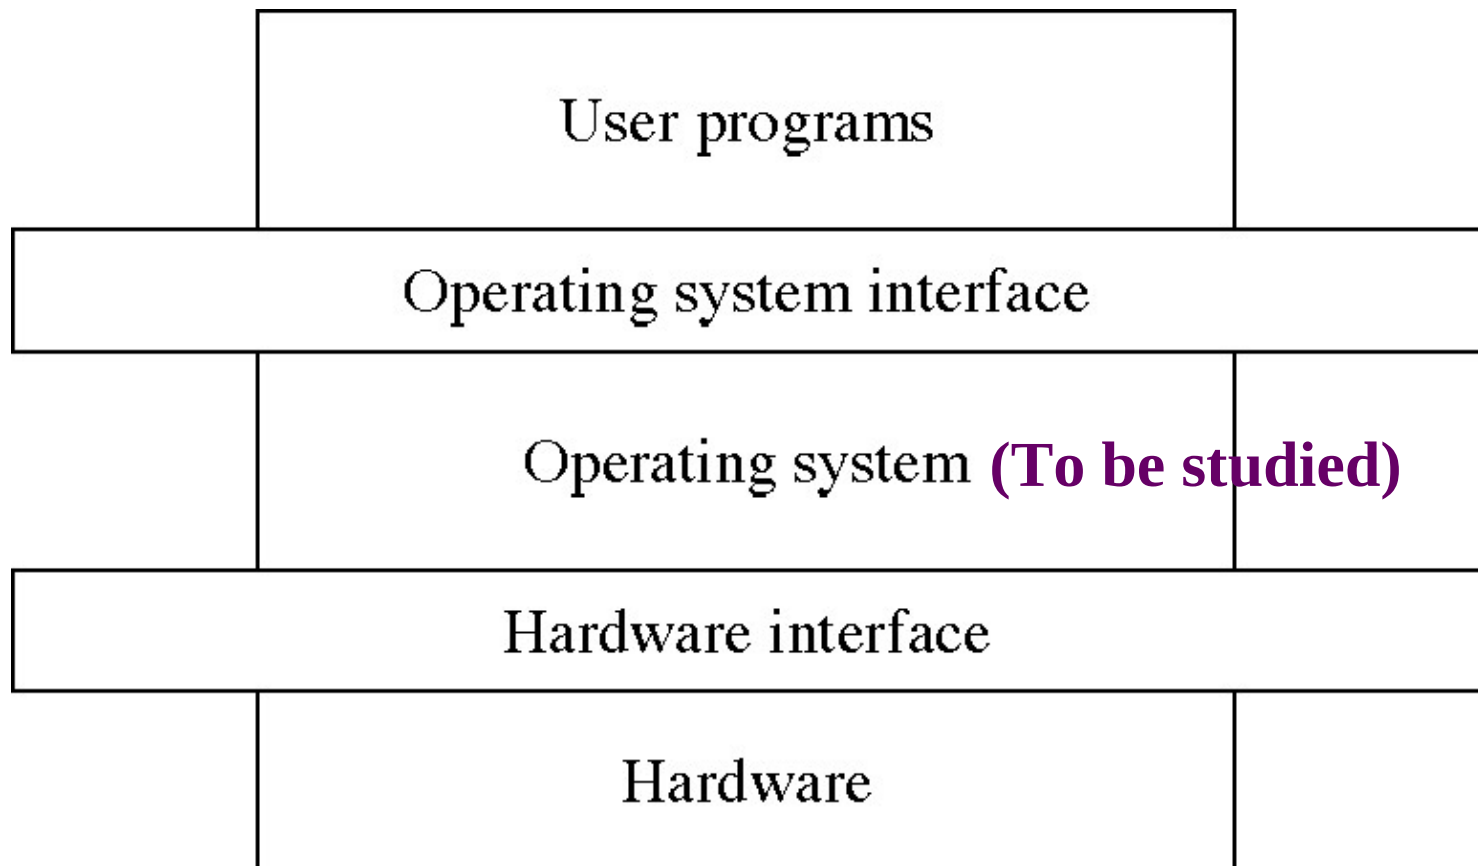 User programs
Operating system interface
Operating system (To be studied)
Hardware interface
Hardware